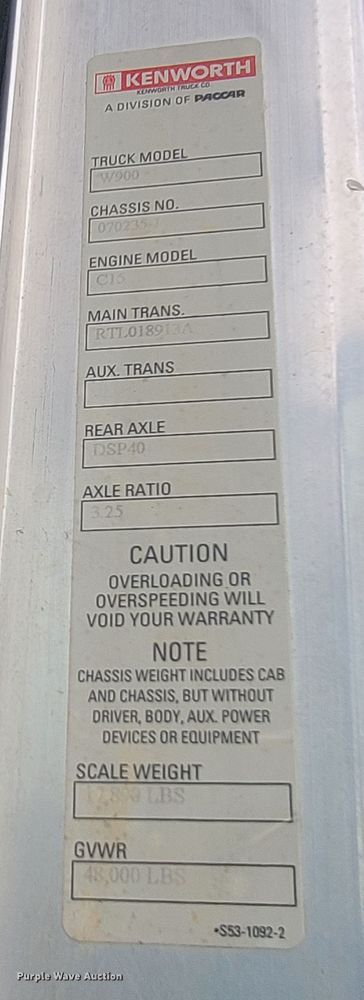 KENWORTH
KENWORTH TRUCK CO.
A DIVISION OF PACCAR
TRUCK MODEL
W900
CHASSIS NO.
ENGINE MODEL
C15
MAIN TRANS.
AUX. TRANS
REAR AXLE
DSP40
AXLE RATIO
3.25
CAUTION
OVERLOADING OR
OVERSPEEDING WILL
VOID YOUR WARRANTY
NOTE
CHASSIS WEIGHT INCLUDES CAB
AND CHASSIS, BUT WITHOUT
DRIVER, BODY, AUX. POWER
DEVICES OR EQUIPMENT
SCALE WEIGHT
LBS
GVWR
48,000 LBS
•S53-1092-2
Purple Wave Auction